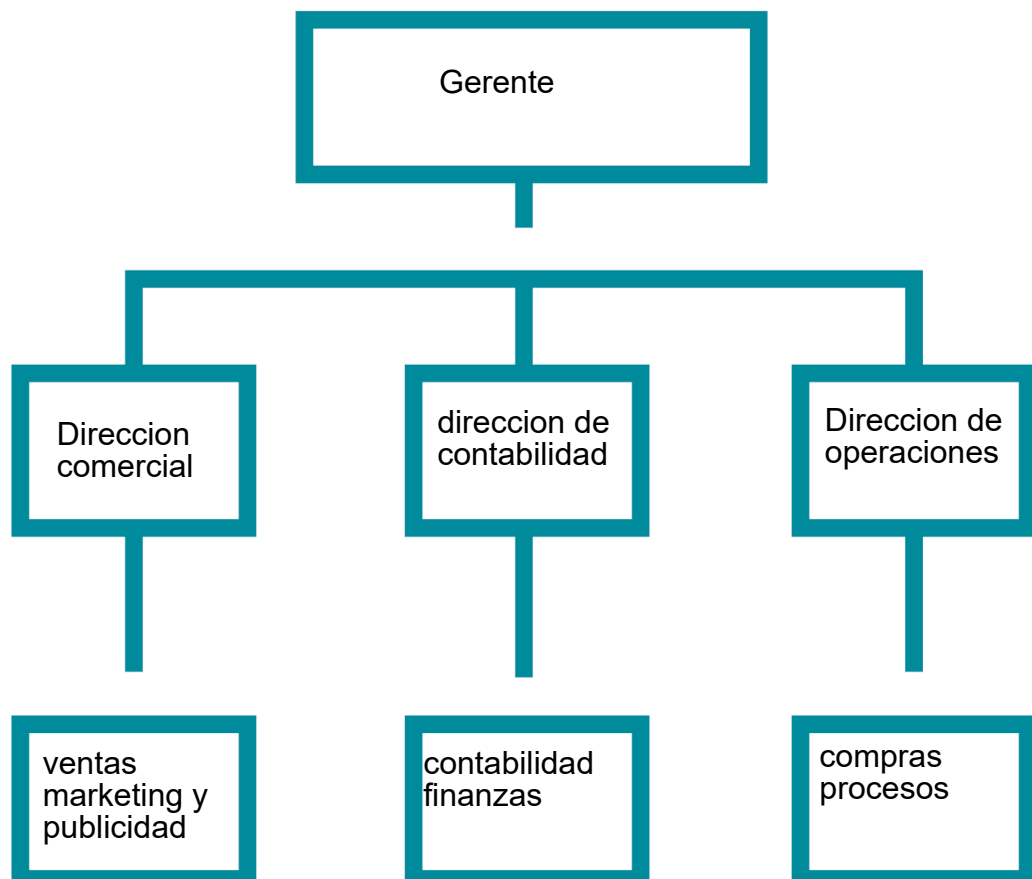 Gerente
Direccion
comercial
direccion de
contabilidad
Direccion de
operaciones
ventas
marketing y
publicidad
contabilidad
finanzas
compras
procesos